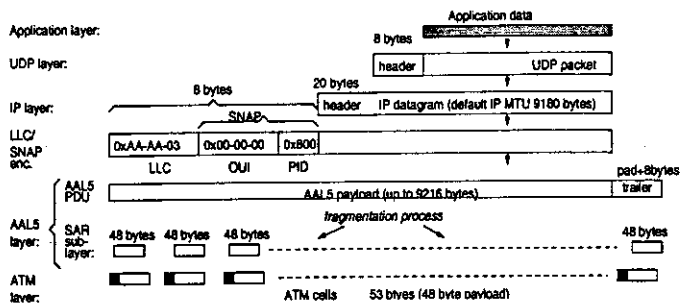 Application data
Application layer:
8 bytes
UDP layer:
header
UDP packet
20 bytes
8 bytes
IP layer:
header
IP datagram (default IP MTU 9180 bytes)
SNAP
LLC/
SNAP
enc.
0xAA-AA-03
0x00-00-00
0x800
LLC
OUI
PID
pad+8bytes
AAL5
PDU
AAL5 payload (up to 9216 bytes)
trailer
AAL5
layer:
SAR
sub-
layer:
48 bytes
48 bytes
48 bytes
fragmentation process
48 bytes
ATM
layer:
ATM cells
53 btyes (48 byte payload)